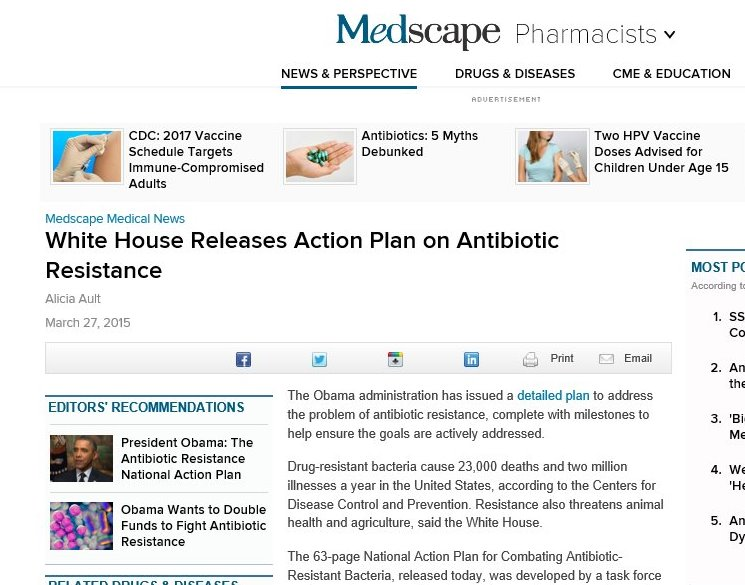 Medscape Pharmacists
NEWS & PERSPECTIVE DRUGS & DISEASES CME & EDUCATION
ADVERTISEMENT
CDC: 2017 Vaccine
Schedule Targets
Immune-Compromised
Adults
Antibiotics: 5 Myths
Debunked
Two HPV Vaccine
Doses Advised for
Children Under Age 15
Medscape Medical News
White House Releases Action Plan on Antibiotic
Resistance
Alicia Ault
March 27, 2015
Print Email
EDITORS' RECOMMENDATIONS
President Obama: The
Antibiotic Resistance
National Action Plan
Obama Wants to Double
Funds to Fight Antibiotic
Resistance
RELATED DRUGS & DISEASES
The Obama administration has issued a detailed plan to address
the problem of antibiotic resistance, complete with milestones to
help ensure the goals are actively addressed.
Drug-resistant bacteria cause 23,000 deaths and two million
illnesses a year in the United States, according to the Centers for
Disease Control and Prevention. Resistance also threatens animal
health and agriculture, said the White House.
The 63-page National Action Plan for Combating Antibiotic-
Resistant Bacteria, released today, was developed by a task force
MOST PO
According to
1. SS
Co
2. An
the
3. 'Bi
Me
4. We
'He
5. An
Dy